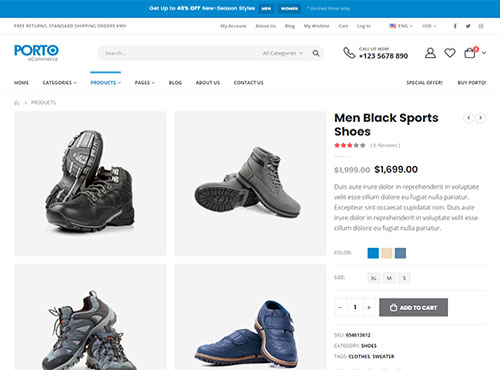 Get Up to 40% OFF New-Season Styles MEN WOMEN * Limited time only.
FREE RETURNS. STANDARD SHIPPING ORDERS $99+
My Account About Us Blog My Wishlist Cart Log In ENG USD
PORTO
eCommerce
Search... All Categories
CALL US NOW
+123 5678 890
0
HOME CATEGORIES PRODUCTS PAGES BLOG ABOUT US CONTACT US SPECIAL OFFER! BUY PORTO!
PRODUCTS
Men Black Sports
Shoes
( 6 Reviews )
$1,999.00 $1,699.00
Duis aute irure dolor in reprehenderit in voluptate
velit esse cillum dolore eu fugiat nulla pariatur.
Excepteur sint occaecat cupidatat non. Duis aute
irure dolor in reprehenderit in voluptate velit esse
cillum dolore eu fugiat nulla pariatur.
COLOR:
SIZE: XL M S
- 1 + ADD TO CART
SKU: 654613612
CATEGORY: SHOES
TAGS: CLOTHES, SWEATER